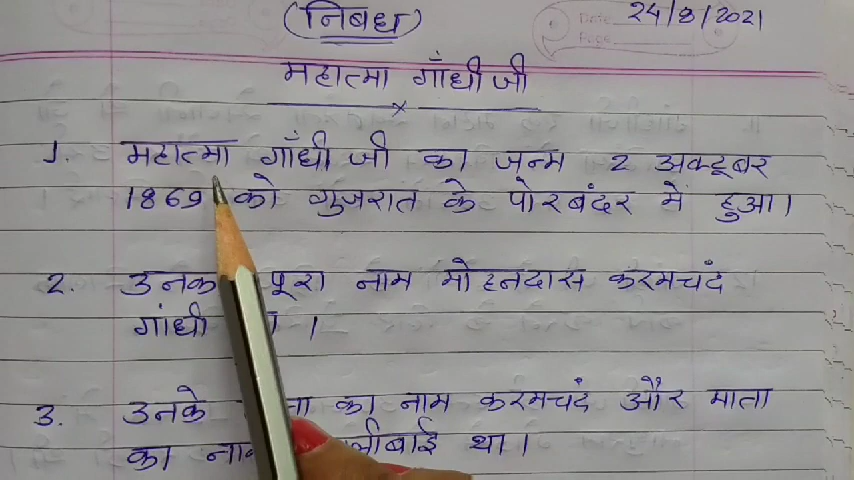 (निबंध)
24/8/2021
Date
Page
महात्मा गाँधी जी
1. महात्मा गाँधी जी का जन्म 2 अक्टूबर
1869 को गुजरात के पोरबंदर में हुआ।
2. उनक पूरा नाम मोहनदास करमचंद
गांधी ।
3. उनके का नाम करमचंद और माता
का था।